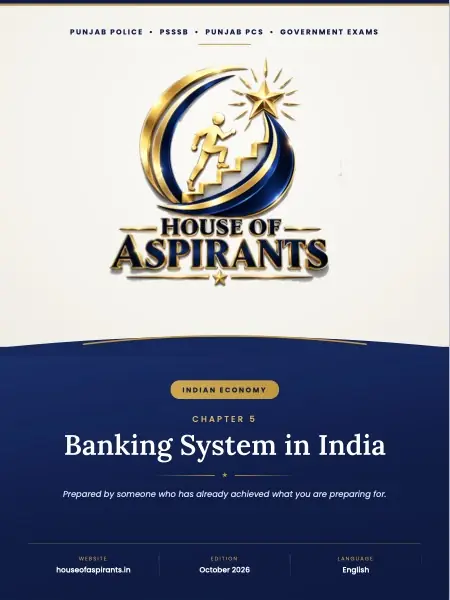 PUNJAB POLICE • PSSSB • PUNJAB PCS • GOVERNMENT EXAMS
HOUSE OF
ASPIRANTS
INDIAN ECONOMY
CHAPTER 5
Banking System in India
Prepared by someone who has already achieved what you are preparing for.
WEBSITE
houseofaspirants.in
EDITION
October 2026
LANGUAGE
English